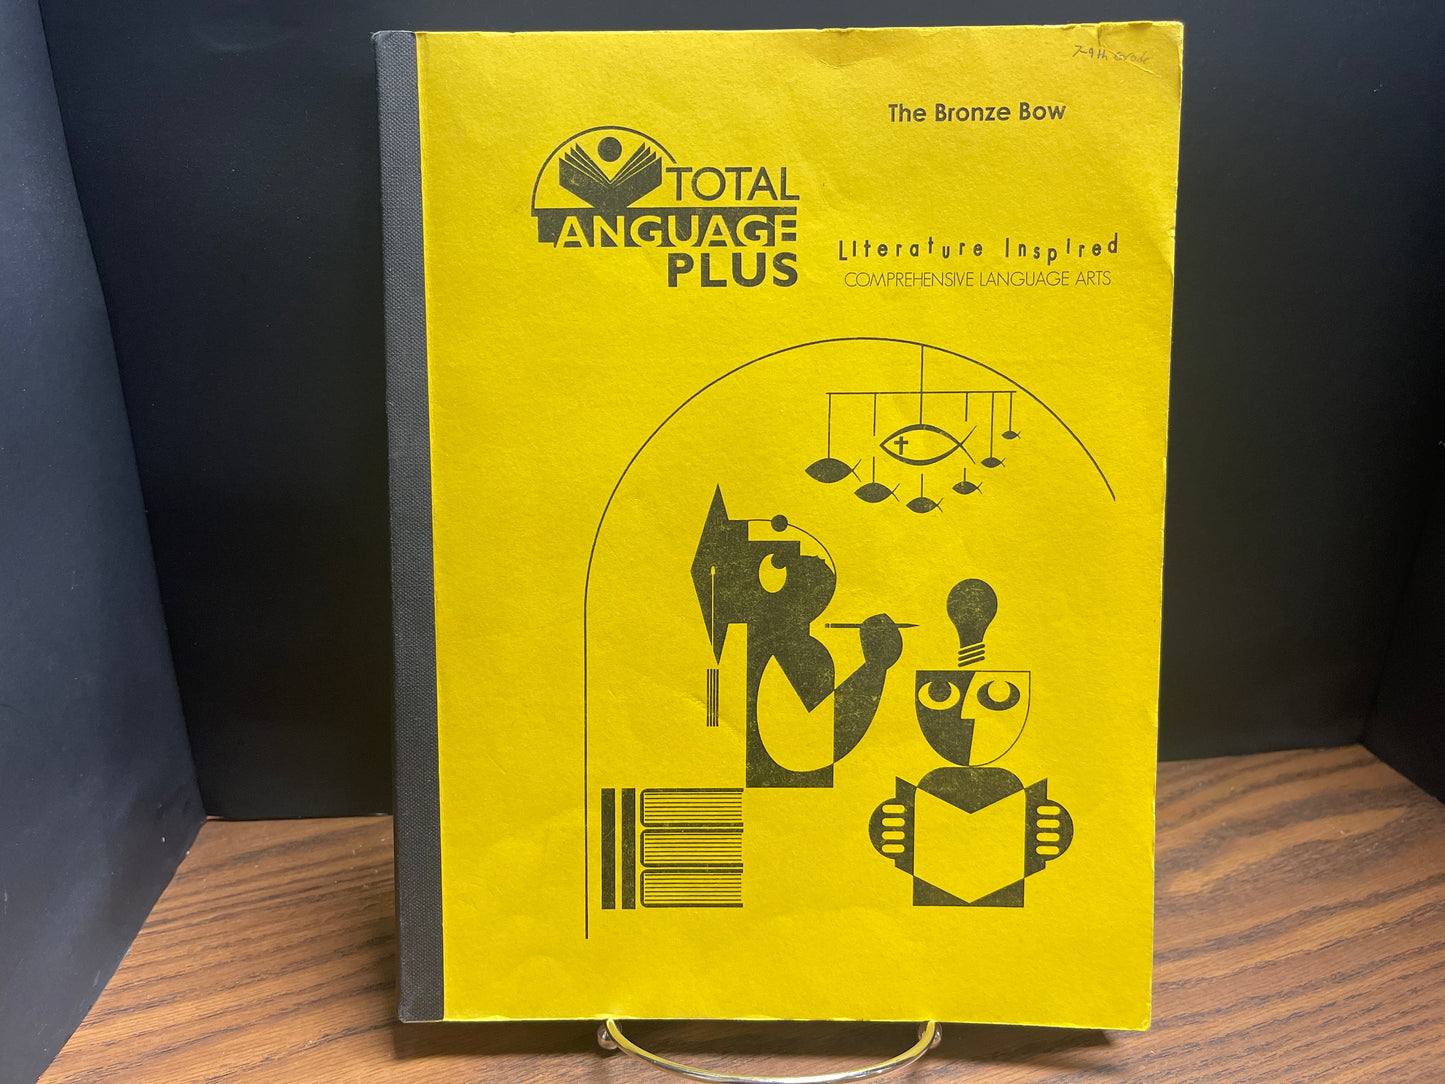 7-9th Grade
The Bronze Bow
TOTAL
LANGUAGE
PLUS
Literature Inspired
COMPREHENSIVE LANGUAGE ARTS